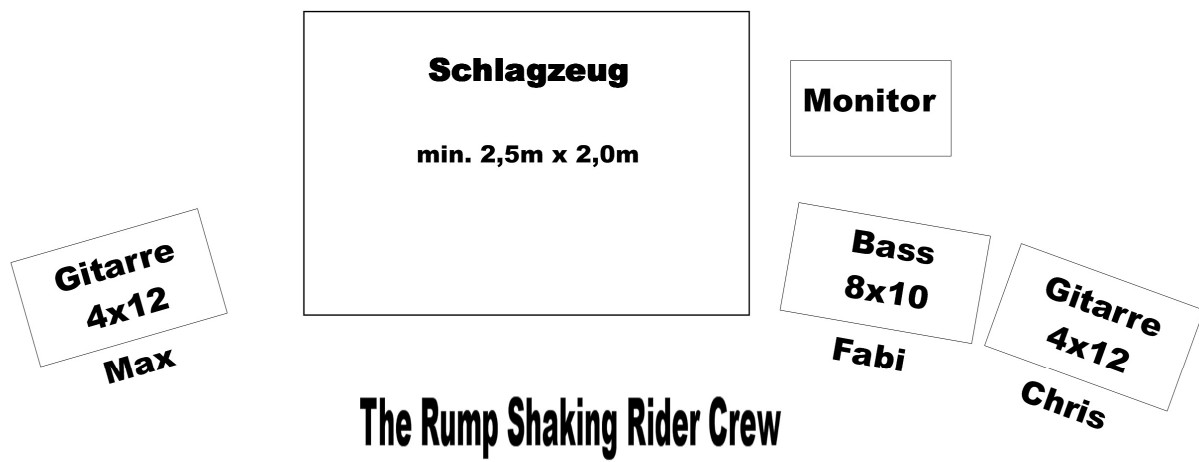 Schlagzeug
min. 2,5m x 2,0m
Monitor
Gitarre
4x12
Max
Bass
8x10
Fabi
Gitarre
4x12
Chris
The Rump Shaking Rider Crew